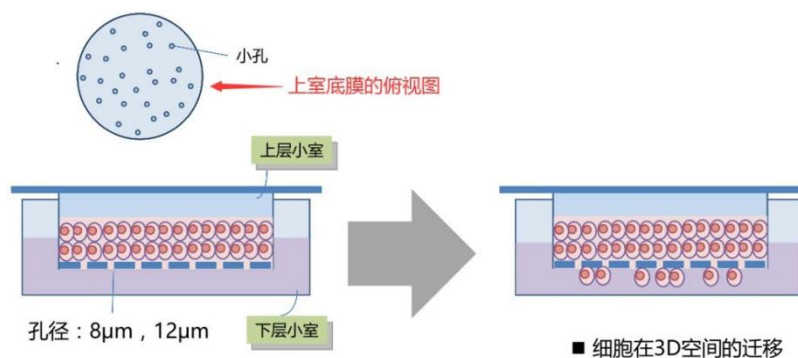 小孔
上室底膜的俯视图
上层小室
孔径：8μm，12μm
下层小室
■ 细胞在3D空间的迁移